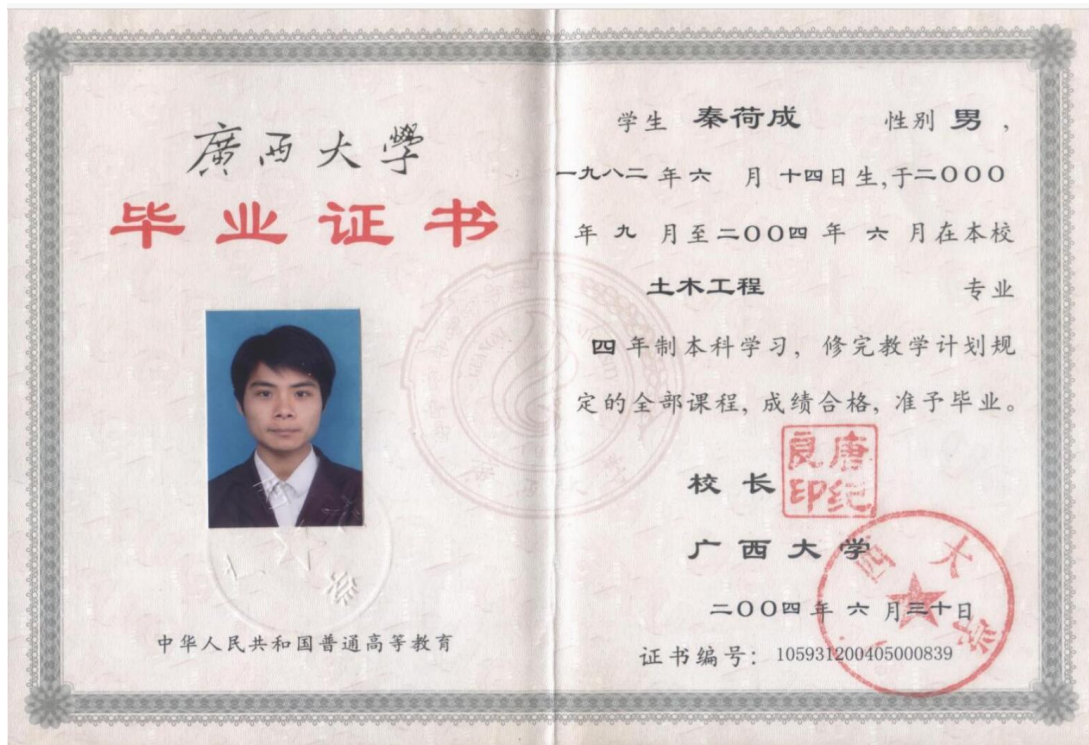 廣西大學
毕业证书
中华人民共和国普通高等教育
学生 秦荷成 性别 男，
一九八二 年 六 月 十四日生,于二〇〇〇
年 九 月至二〇〇四 年 六 月在本校
土木工程 专业
四 年制本科学习，修完教学计划规
定的全部课程,成绩合格,准予毕业。
校长
唐纪良印
广西大学
二〇〇四 年 六 月三十日
证书编号：105931200405000839